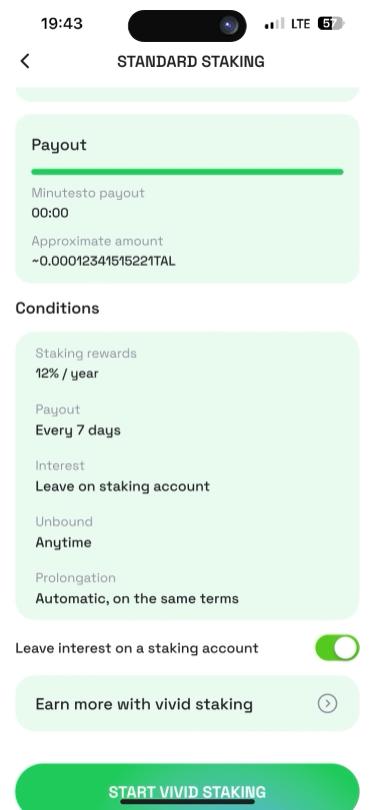 19:43
LTE
57
STANDARD STAKING
Payout
Minutesto payout
00:00
Approximate amount
~0.00012341515221TAL
Conditions
Staking rewards
12% / year
Payout
Every 7 days
Interest
Leave on staking account
Unbound
Anytime
Prolongation
Automatic, on the same terms
Leave interest on a staking account
Earn more with vivid staking
START VIVID STAKING